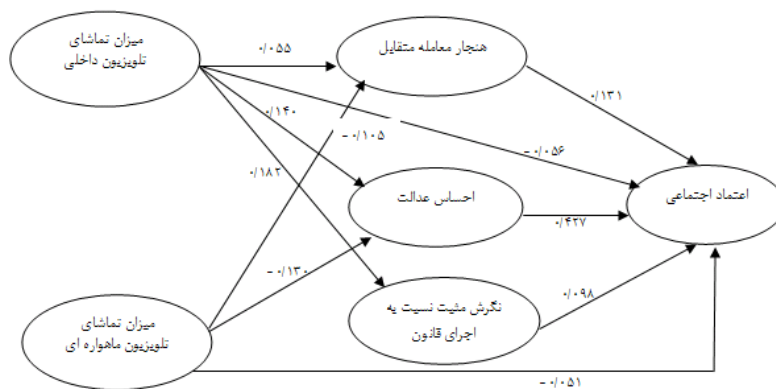 میزان تماشای
تلویزیون داخلی
هنجار معامله متقابل
۰/۰۵۵
۰/۱۳۱
۰/۱۴۰
- ۰/۱۰۵
- ۰/۰۵۶
۰/۱۸۲
احساس عدالت
اعتماد اجتماعی
۰/۴۲۷
- ۰/۱۳۰
نگرش مثبت نسبت به
اجرای قانون
۰/۰۹۸
میزان تماشای
تلویزیون ماهواره ای
- ۰/۰۵۱